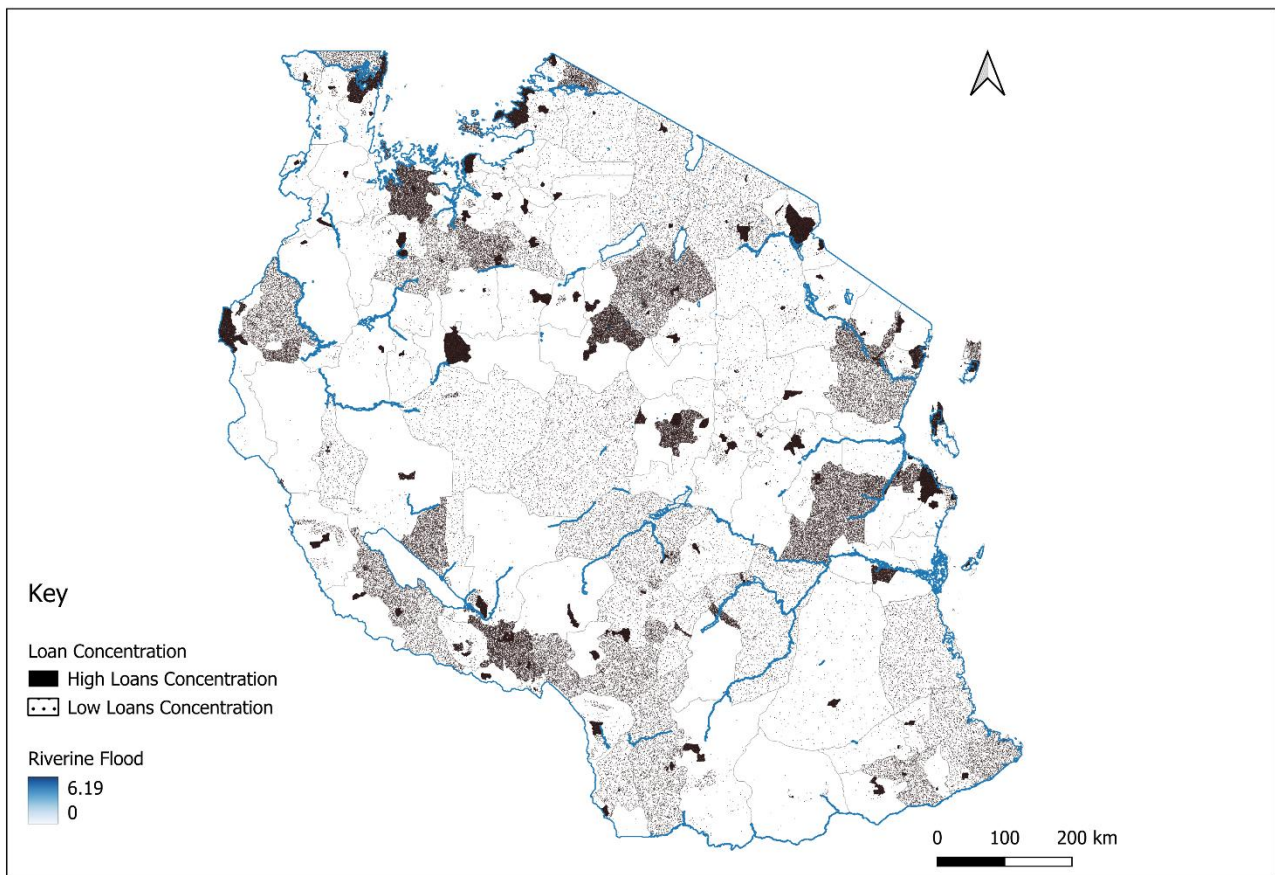 Key
Loan Concentration
High Loans Concentration
Low Loans Concentration
Riverine Flood
6.19
0
0 100 200 km